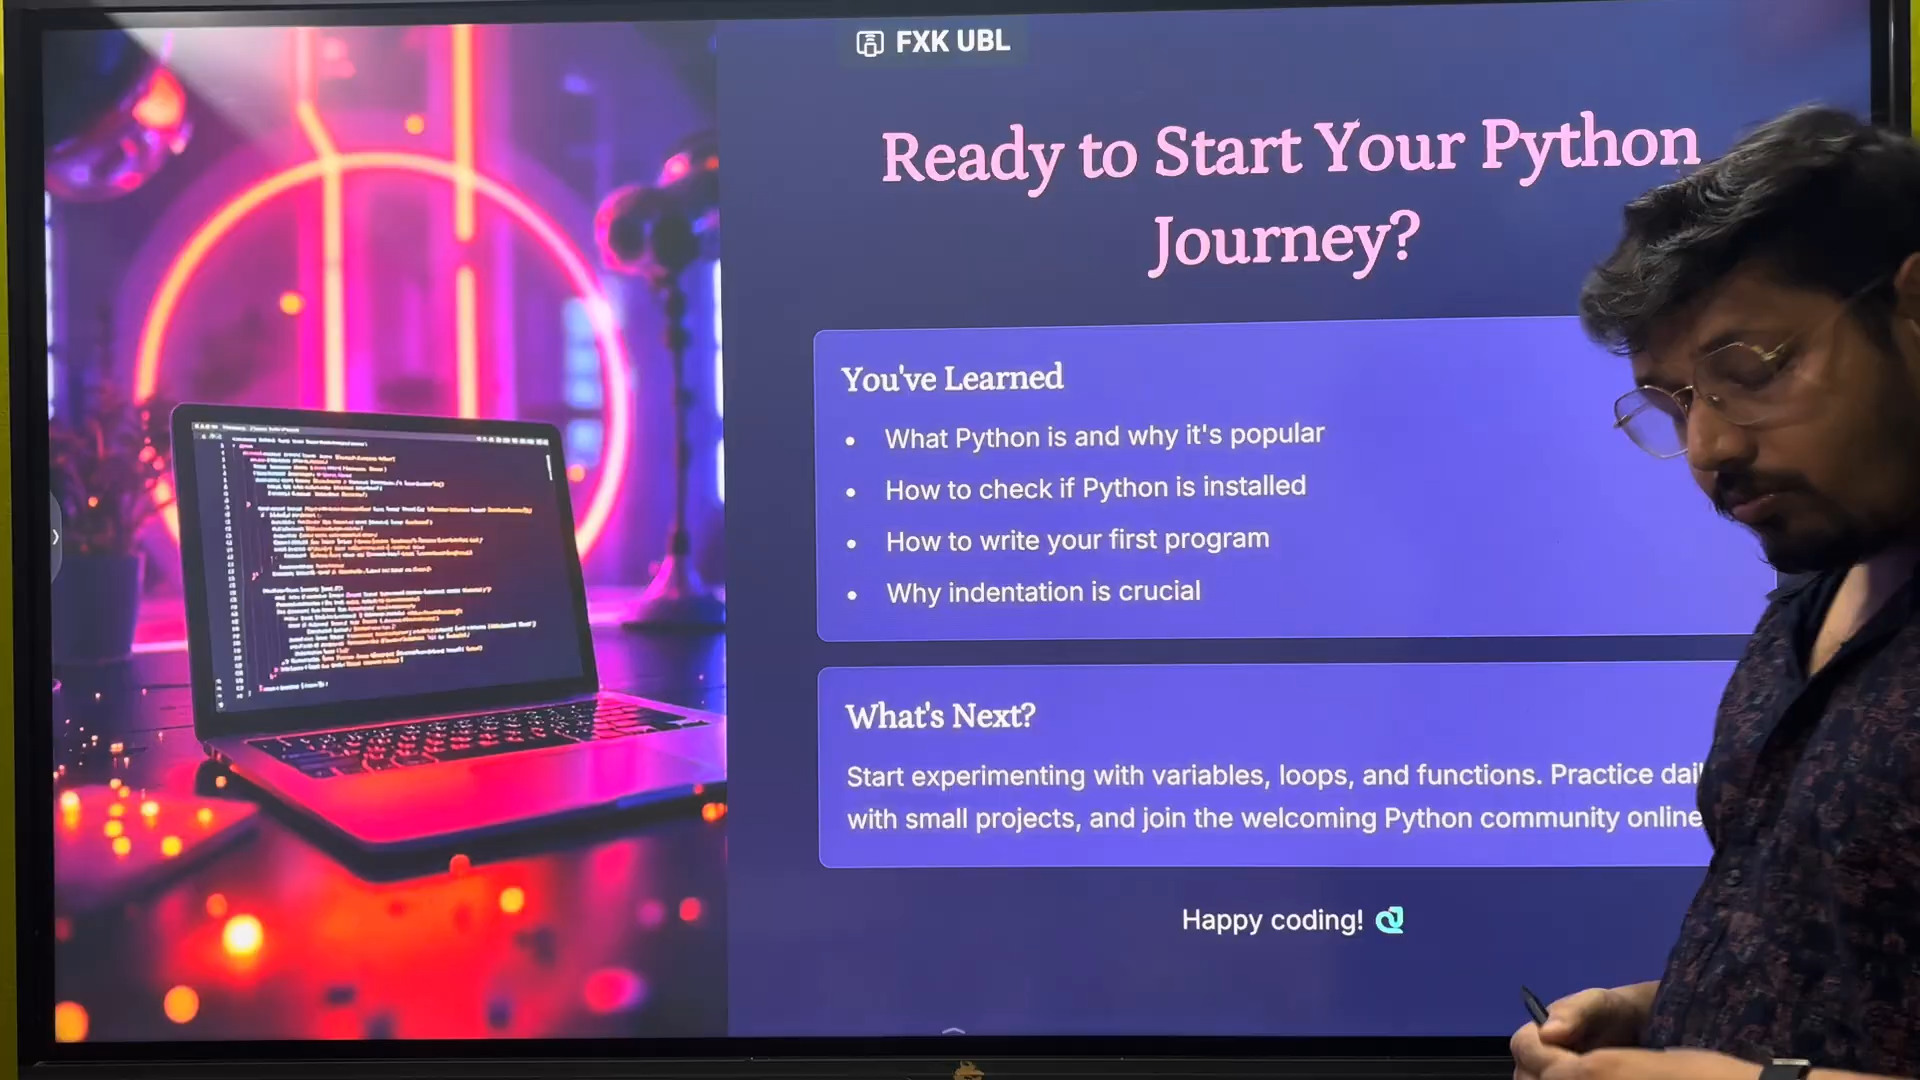 FXK UBL
Ready to Start Your Python
Journey?
You've Learned
• What Python is and why it's popular
• How to check if Python is installed
• How to write your first program
• Why indentation is crucial
What's Next?
Start experimenting with variables, loops, and functions. Practice
with small projects, and join the welcoming Python community online
Happy coding!